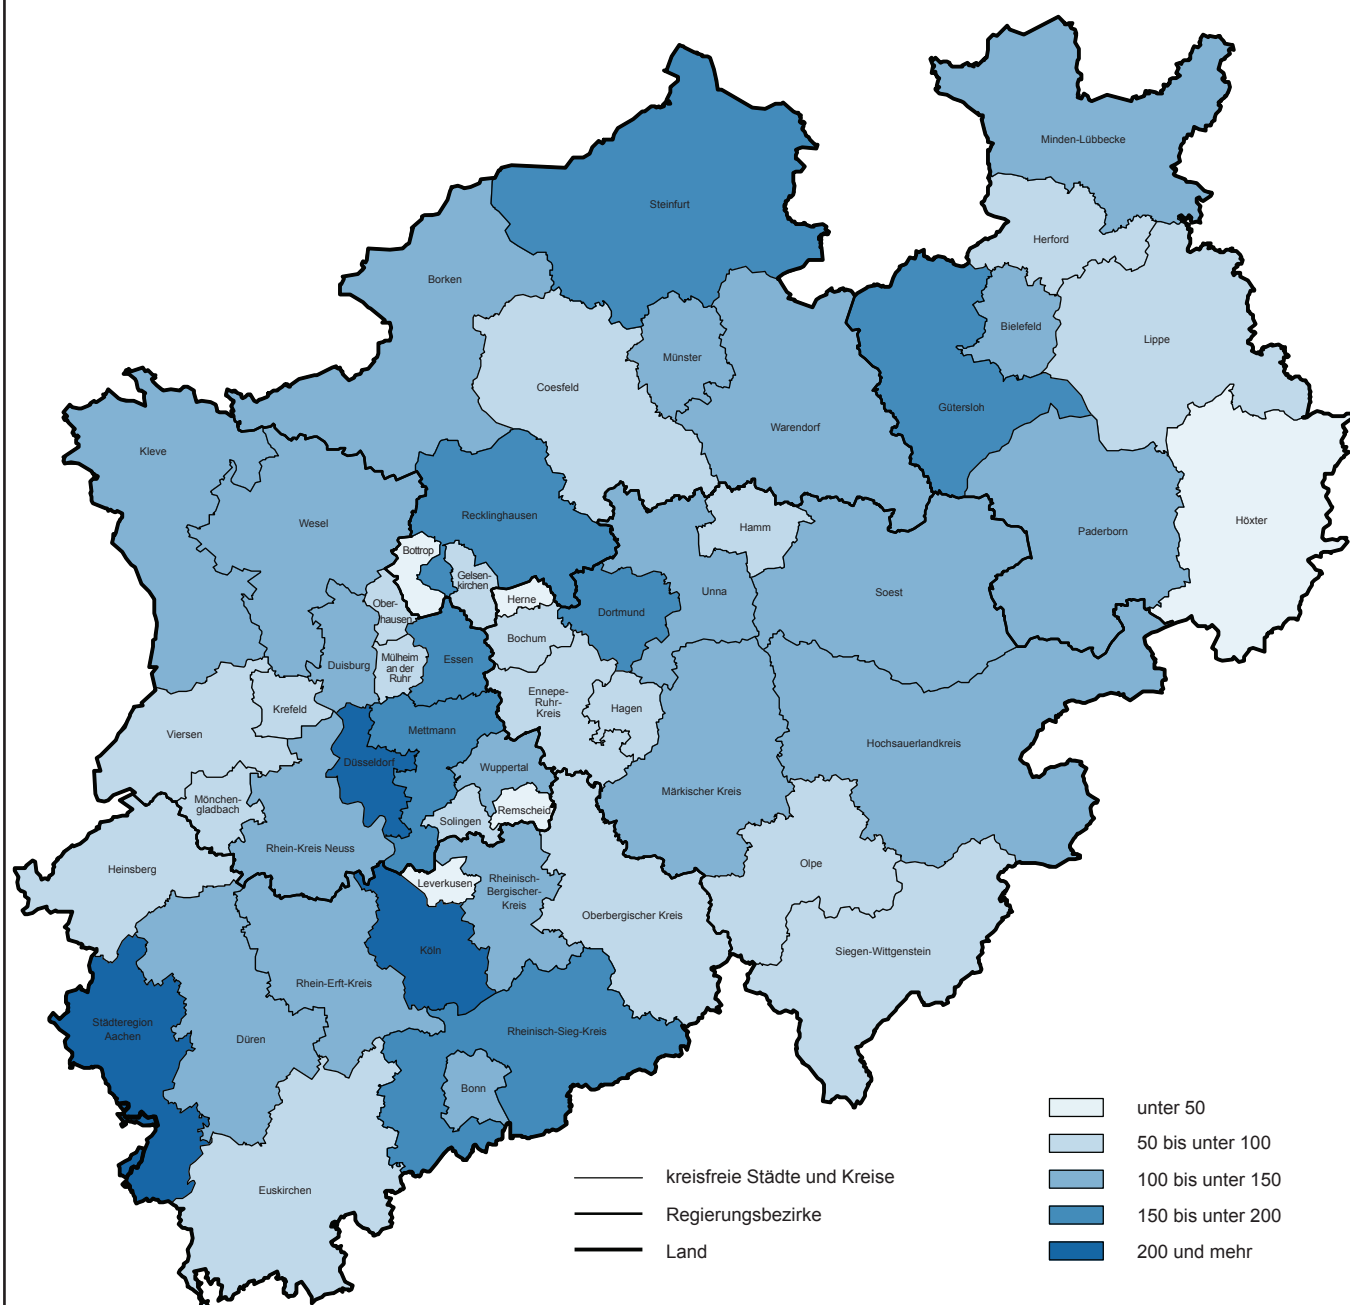 Minden-Lübbecke
Steinfurt
Herford
Borken
Bielefeld
Lippe
Münster
Coesfeld
Gütersloh
Warendorf
Kleve
Wesel
Recklinghausen
Hamm
Paderborn
Höxter
Bottrop
Gelsen-
kirchen
Herne
Ober-
hausen
Dortmund
Unna
Soest
Bochum
Duisburg
Mülheim
an der
Ruhr
Essen
Ennepe-
Ruhr-
Kreis
Hagen
Krefeld
Viersen
Mettmann
Hochsauerlandkreis
Düsseldorf
Wuppertal
Märkischer Kreis
Mönchen-
gladbach
Solingen
Remscheid
Rhein-Kreis Neuss
Heinsberg
Leverkusen
Rheinisch-
Bergischer-
Kreis
Olpe
Oberbergischer Kreis
Köln
Siegen-Wittgenstein
Rhein-Erft-Kreis
Städteregion
Aachen
Düren
Rheinisch-Sieg-Kreis
Bonn
Euskirchen
kreisfreie Städte und Kreise
Regierungsbezirke
Land
unter 50
50 bis unter 100
100 bis unter 150
150 bis unter 200
200 und mehr